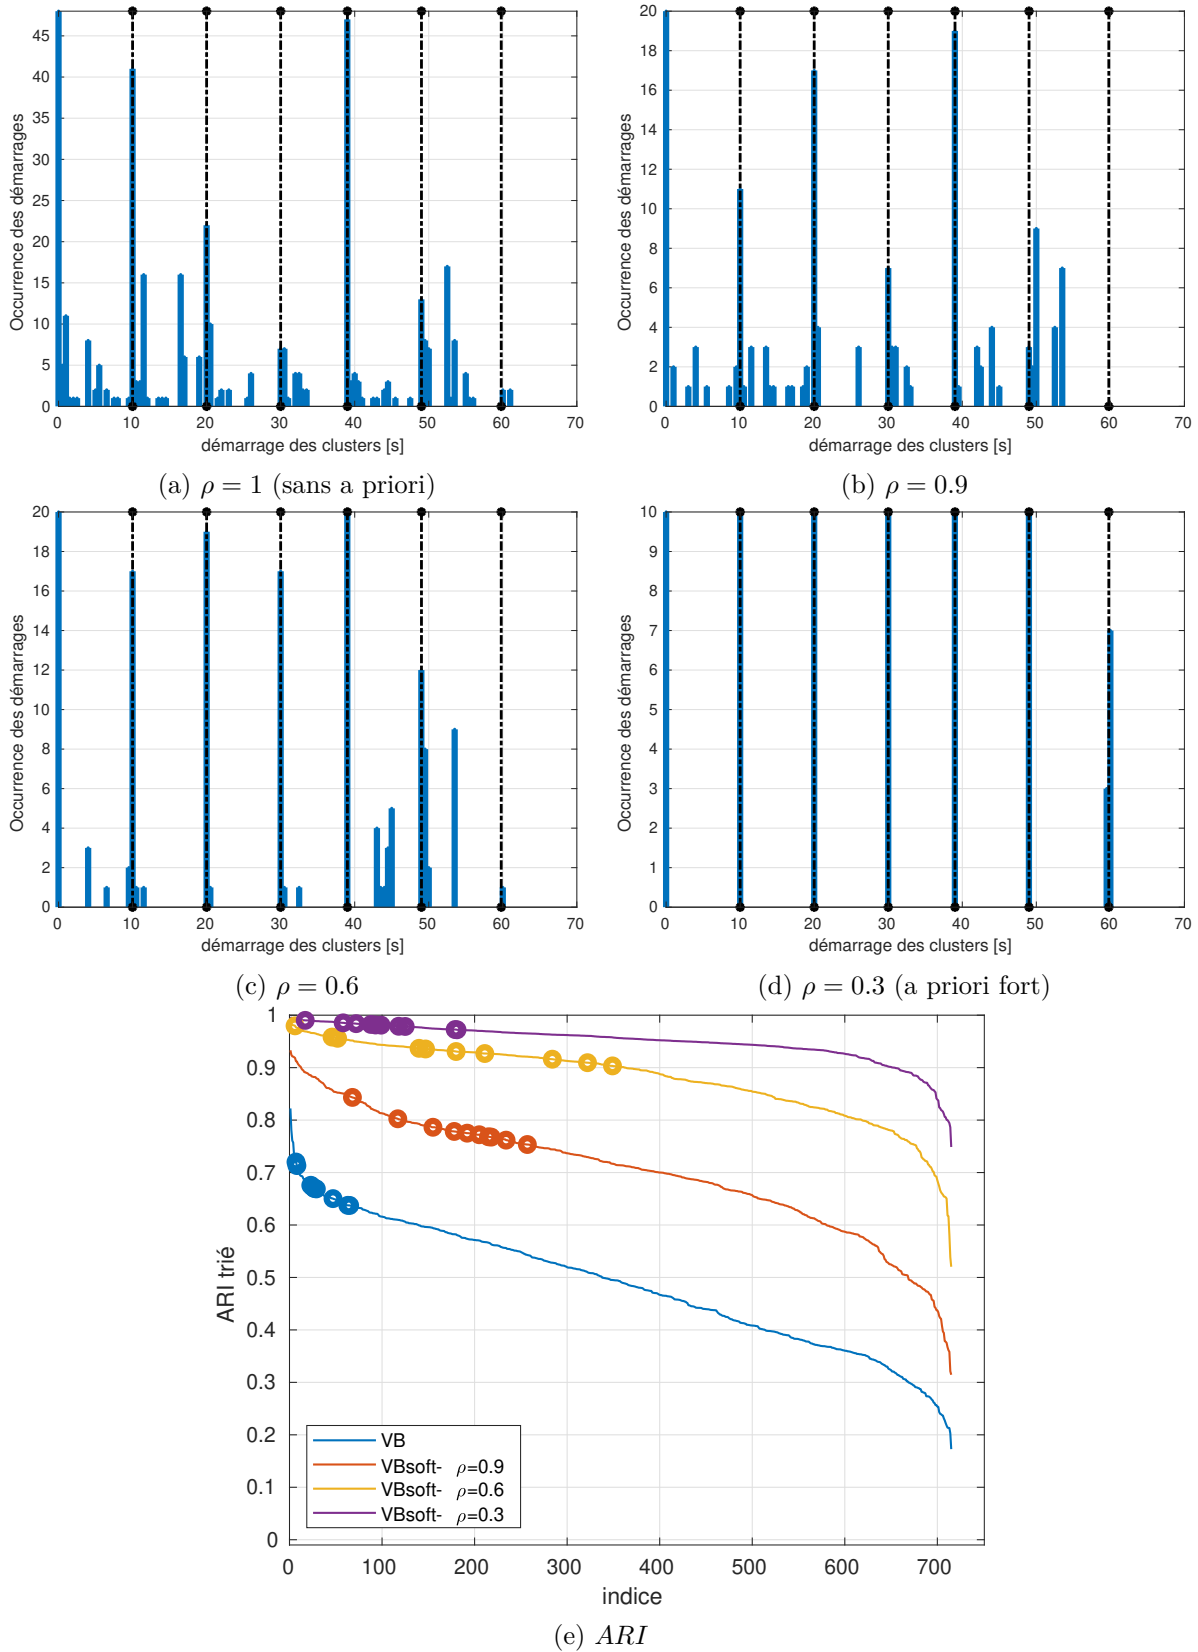 45
40
35
30
25
20
15
10
5
0
Occurrence des démarrages
0 10 20 30 40 50 60 70
démarrage des clusters [s]
(a) ρ = 1 (sans a priori)
20
18
16
14
12
10
8
6
4
2
0
Occurrence des démarrages
0 10 20 30 40 50 60 70
démarrage des clusters [s]
(b) ρ = 0.9
20
18
16
14
12
10
8
6
4
2
0
Occurrence des démarrages
0 10 20 30 40 50 60 70
démarrage des clusters [s]
(c) ρ = 0.6
10
9
8
7
6
5
4
3
2
1
0
Occurrence des démarrages
0 10 20 30 40 50 60 70
démarrage des clusters [s]
(d) ρ = 0.3 (a priori fort)
1
0.9
0.8
0.7
0.6
0.5
0.4
0.3
0.2
0.1
0
ARI trié
VB
VBsoft- ρ=0.9
VBsoft- ρ=0.6
VBsoft- ρ=0.3
0 100 200 300 400 500 600 700
indice
(e) ARI